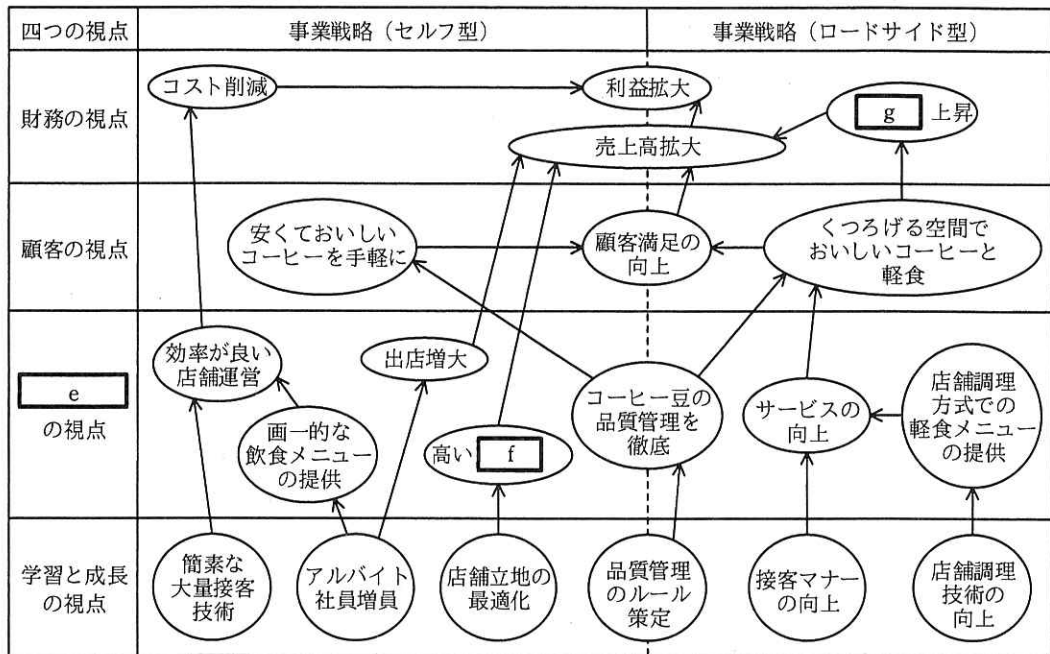 四つの視点
事業戦略（セルフ型）
事業戦略（ロードサイド型）
財務の視点
コスト削減
利益拡大
g 上昇
売上高拡大
顧客の視点
安くておいしい
コーヒーを手軽に
顧客満足の
向上
くつろげる空間で
おいしいコーヒーと
軽食
e
の視点
効率が良い
店舗運営
出店増大
画一的な
飲食メニュー
の提供
高い f
コーヒー豆の
品質管理を
徹底
サービスの
向上
店舗調理
方式での
軽食メニュー
の提供
学習と成長
の視点
簡素な
大量接客
技術
アルバイト
社員増員
店舗立地の
最適化
品質管理
のルール
策定
接客マナー
の向上
店舗調理
技術の
向上